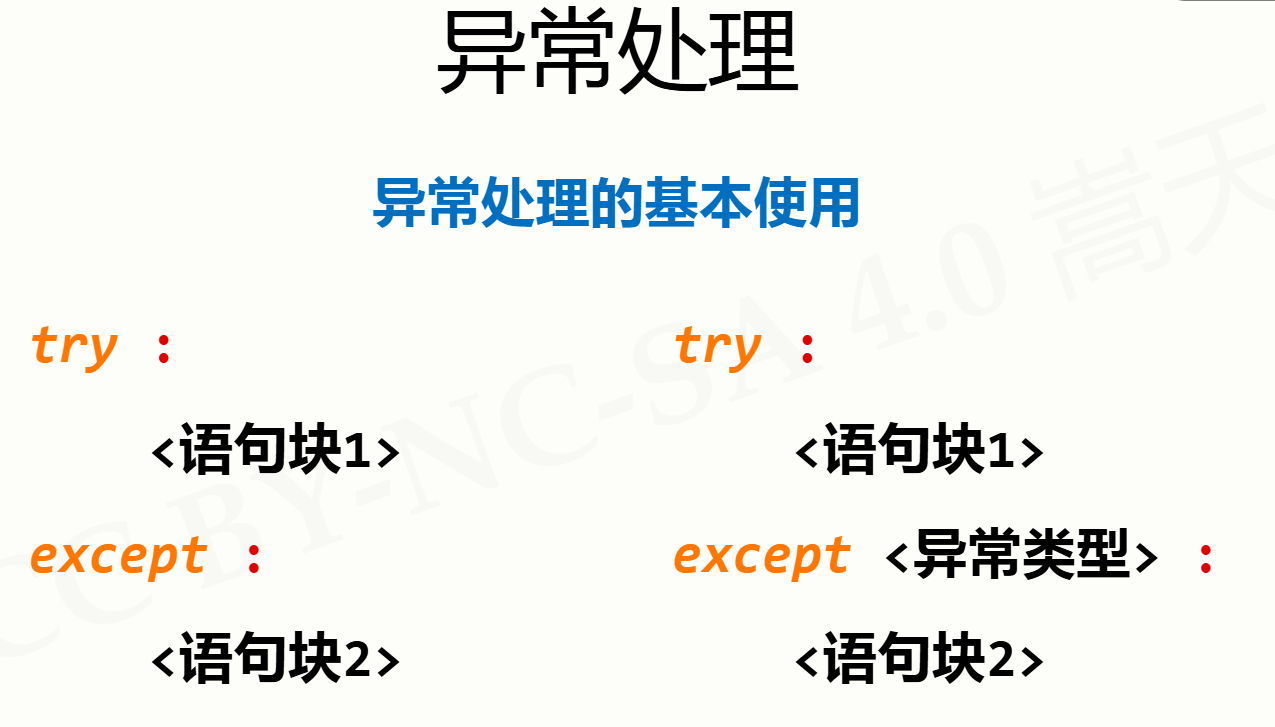 异常处理
异常处理的基本使用
try :
<语句块1>
except :
<语句块2>
try :
<语句块1>
except <异常类型> :
<语句块2>
CC BY-NC-SA 4.0 嵩天